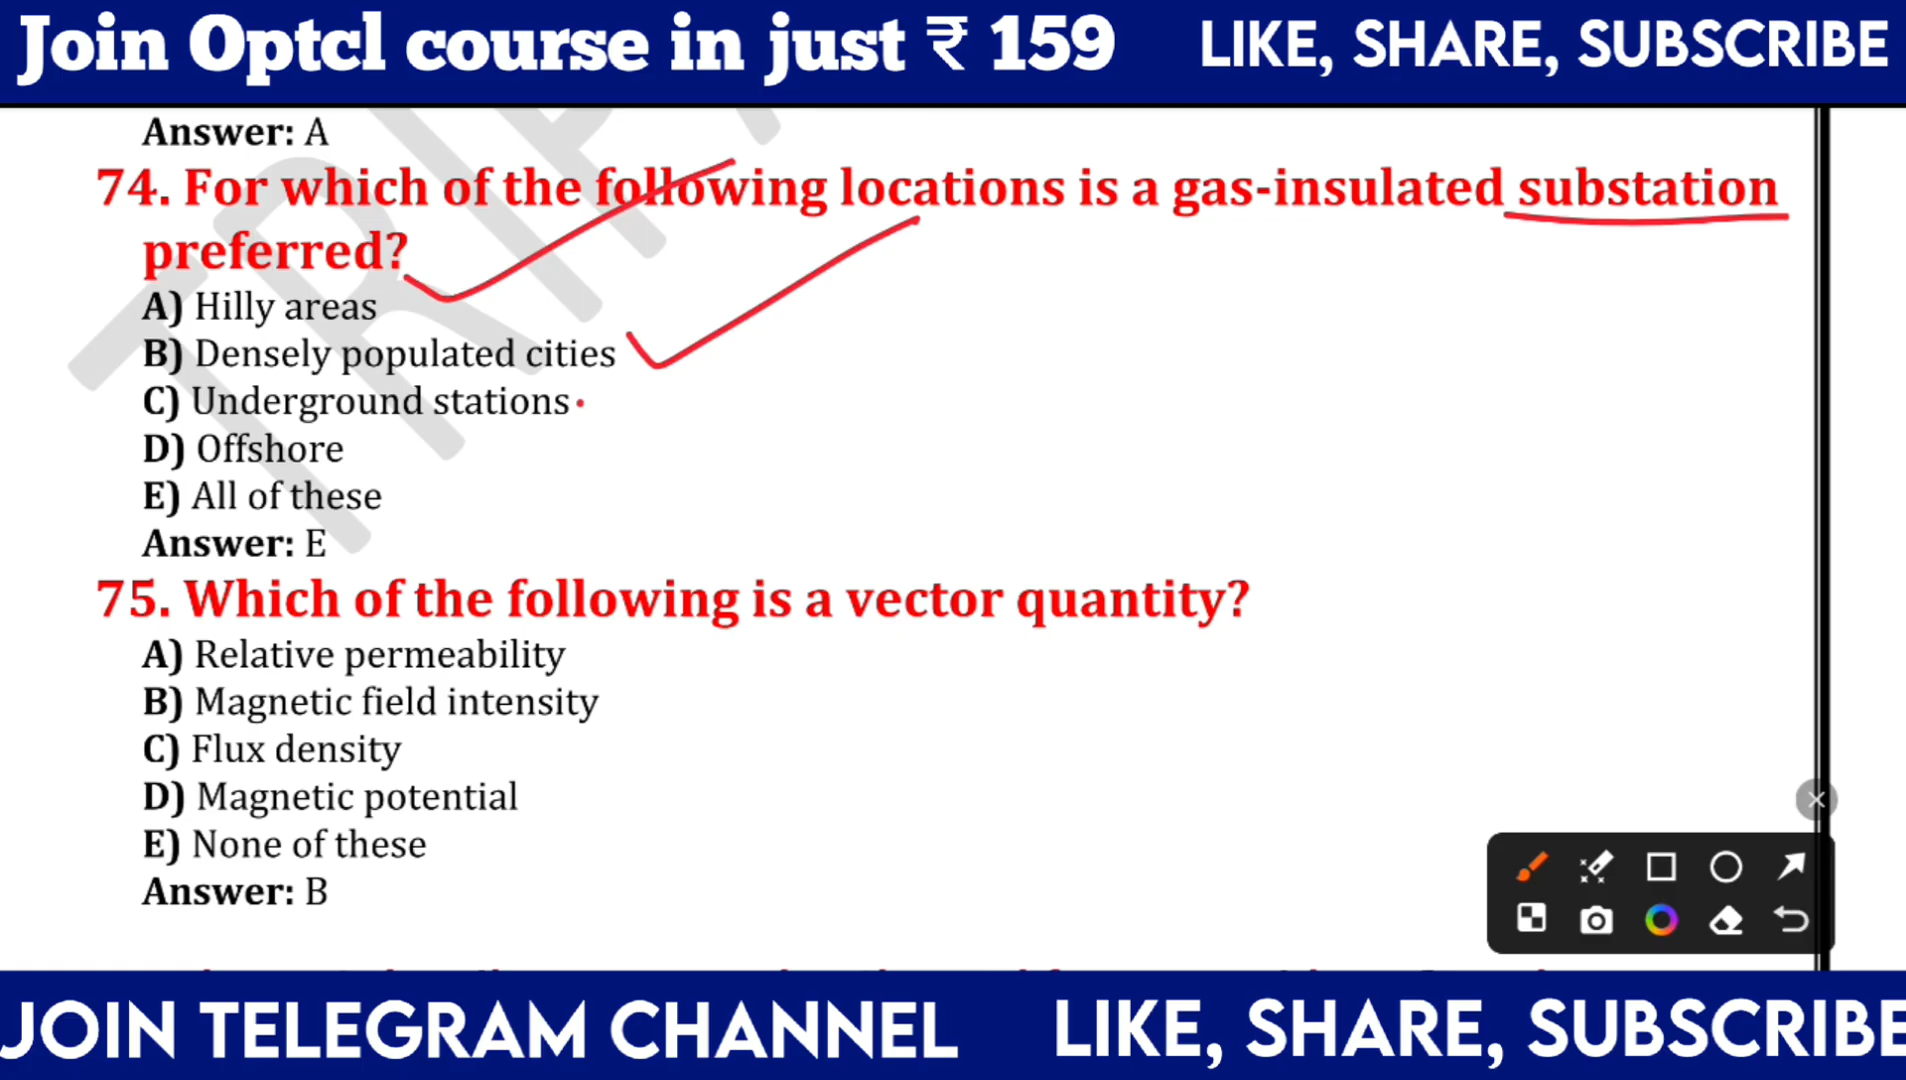 Join Optcl course in just ₹ 159 LIKE, SHARE, SUBSCRIBE
Answer: A
74. For which of the following locations is a gas-insulated substation
preferred?
A) Hilly areas
B) Densely populated cities
C) Underground stations
D) Offshore
E) All of these
Answer: E
75. Which of the following is a vector quantity?
A) Relative permeability
B) Magnetic field intensity
C) Flux density
D) Magnetic potential
E) None of these
Answer: B
JOIN TELEGRAM CHANNEL LIKE, SHARE, SUBSCRIBE